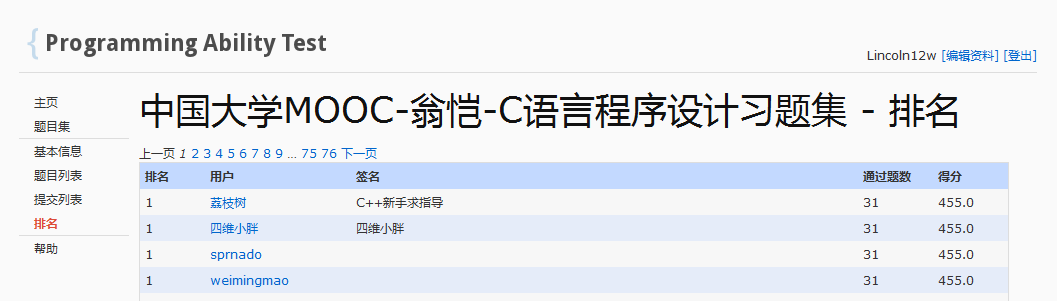 { Programming Ability Test
Lincoln12w [编辑资料] [登出]
主页
题目集
基本信息
题目列表
提交列表
排名
帮助
中国大学MOOC-翁恺-C语言程序设计习题集 - 排名
上一页 1 2 3 4 5 6 7 8 9 ... 75 76 下一页
排名 用户 签名 通过题数 得分
1 荔枝树 C++新手求指导 31 455.0
1 四维小胖 四维小胖 31 455.0
1 sprnado 31 455.0
1 weimingmao 31 455.0